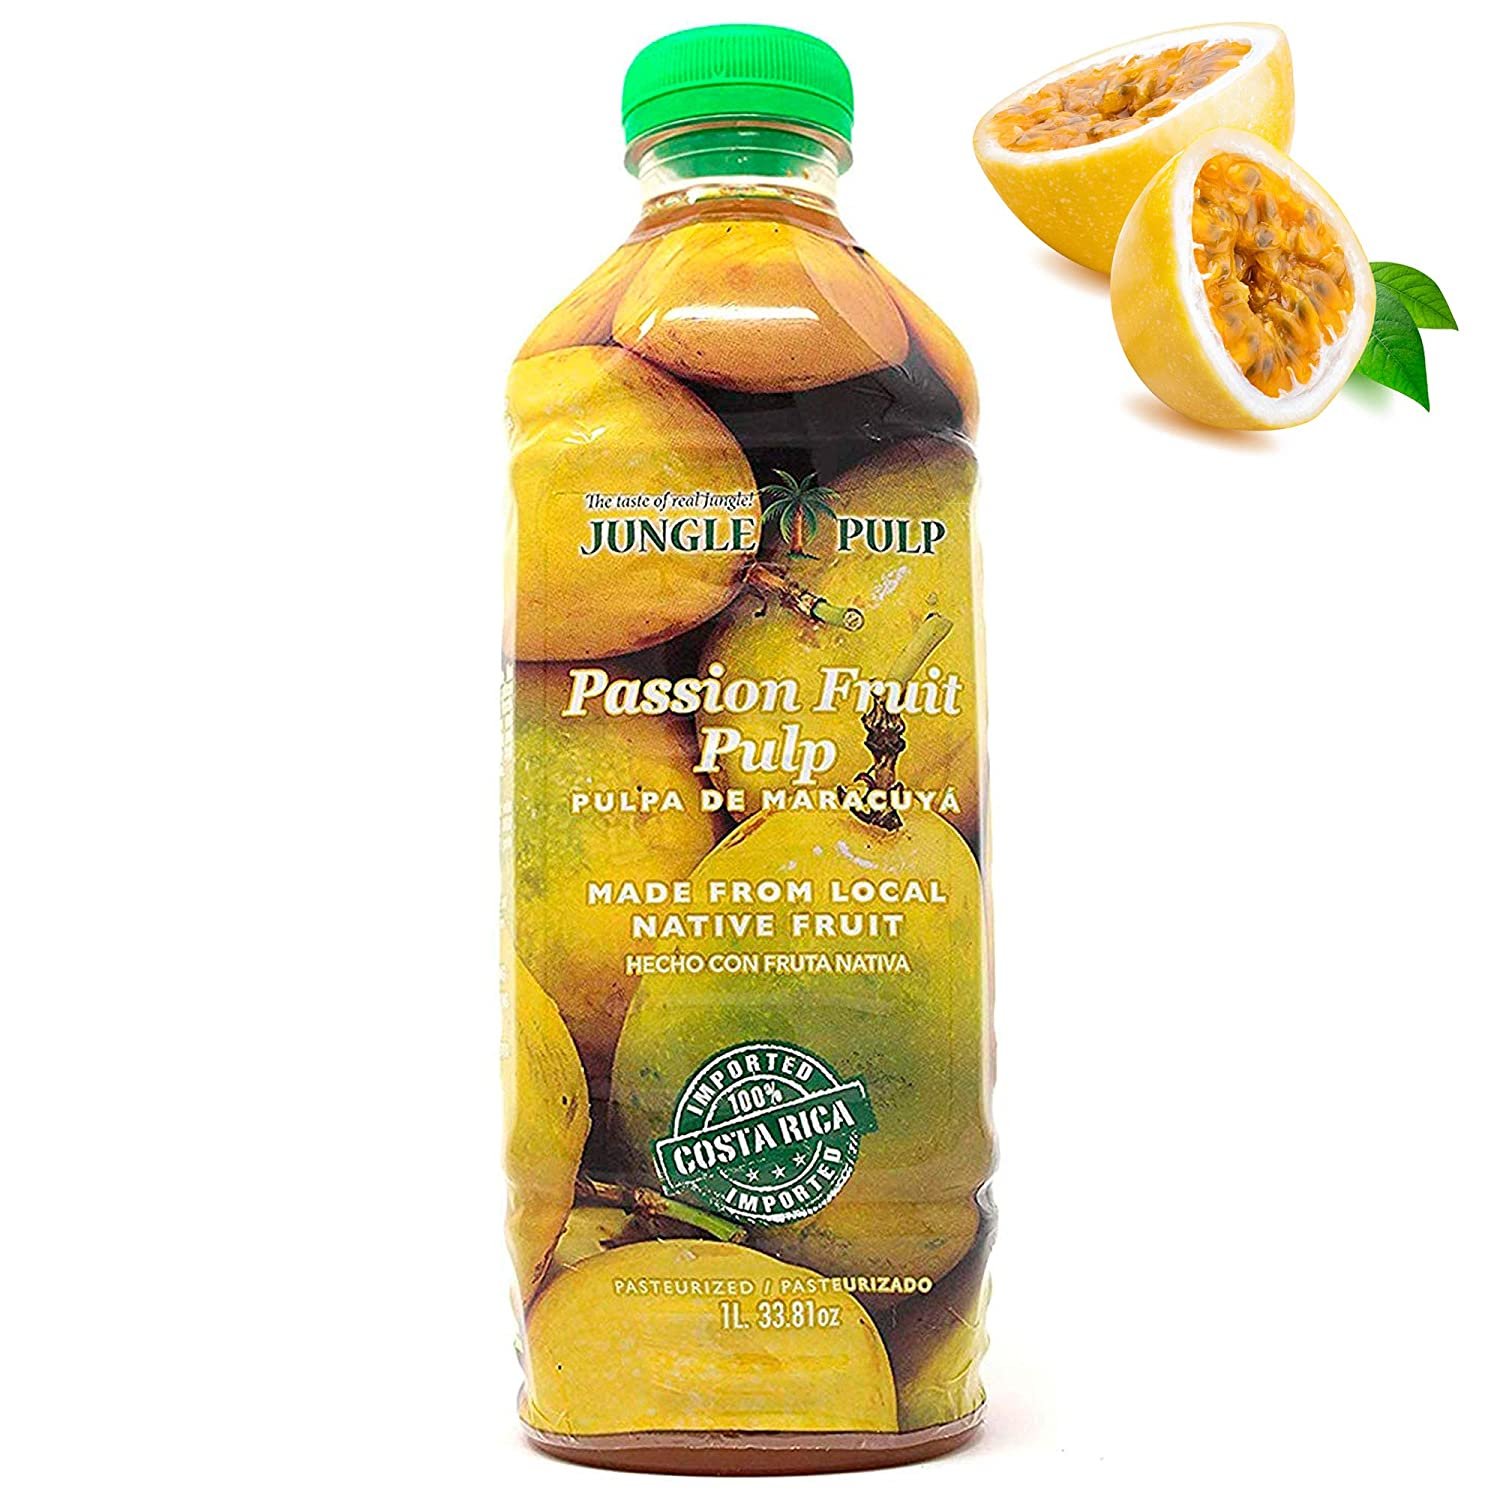 The taste of real Jungle!
JUNGLE PULP
Passion Fruit
Pulp
PULPA DE MARACUYÁ
MADE FROM LOCAL
NATIVE FRUIT
HECHO CON FRUTA NATIVA
IMPORTED
100%
COSTA RICA
IMPORTED
PASTEURIZED / PASTEURIZADO
1L. 33.81oz